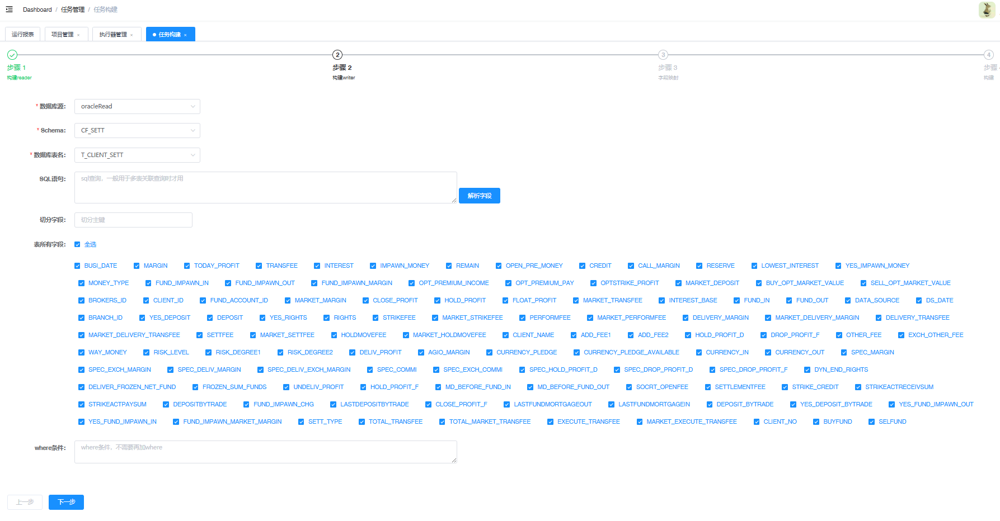 Dashboard / 任务管理 / 任务构建
运行报表 项目管理 × 执行器管理 × 任务构建 ×
2 3 4
步骤 1 步骤 2 步骤 3 步骤
构建reader 构建writer 字段映射 构建
* 数据库源: oracleRead
* Schema: CF_SETT
* 数据库表名: T_CLIENT_SETT
SQL语句: sql查询，一般用于多表关联查询时才用
解析字段
切分字段: 切分主键
表所有字段: 全选
BUSI_DATE MARGIN TODAY_PROFIT TRANSFEE INTEREST IMPAWN_MONEY REMAIN OPEN_PRE_MONEY CREDIT CALL_MARGIN RESERVE LOWEST_INTEREST YES_IMPAWN_MONEY
MONEY_TYPE FUND_IMPAWN_IN FUND_IMPAWN_OUT FUND_IMPAWN_MARGIN OPT_PREMIUM_INCOME OPT_PREMIUM_PAY OPTSTRIKE_PROFIT MARKET_DEPOSIT BUY_OPT_MARKET_VALUE SELL_OPT_MARKET_VALUE
BROKERS_ID CLIENT_ID FUND_ACCOUNT_ID MARKET_MARGIN CLOSE_PROFIT HOLD_PROFIT FLOAT_PROFIT MARKET_TRANSFEE INTEREST_BASE FUND_IN FUND_OUT DATA_SOURCE DS_DATE
BRANCH_ID YES_DEPOSIT DEPOSIT YES_RIGHTS RIGHTS STRIKEFEE MARKET_STRIKEFEE PERFORMFEE MARKET_PERFORMFEE DELIVERY_MARGIN MARKET_DELIVERY_MARGIN DELIVERY_TRANSFEE
MARKET_DELIVERY_TRANSFEE SETTFEE MARKET_SETTFEE HOLDMOVEFEE MARKET_HOLDMOVEFEE CLIENT_NAME ADD_FEE1 ADD_FEE2 HOLD_PROFIT_D DROP_PROFIT_F OTHER_FEE EXCH_OTHER_FEE
WAY_MONEY RISK_LEVEL RISK_DEGREE1 RISK_DEGREE2 DELIV_PROFIT AGIO_MARGIN CURRENCY_PLEDGE CURRENCY_PLEDGE_AVAILABLE CURRENCY_IN CURRENCY_OUT SPEC_MARGIN
SPEC_EXCH_MARGIN SPEC_DELIV_MARGIN SPEC_DELIV_EXCH_MARGIN SPEC_COMMI SPEC_EXCH_COMMI SPEC_HOLD_PROFIT_D SPEC_DROP_PROFIT_D SPEC_DROP_PROFIT_F DYN_END_RIGHTS
DELIVER_FROZEN_NET_FUND FROZEN_SUM_FUNDS UNDELIV_PROFIT HOLD_PROFIT_F MD_BEFORE_FUND_IN MD_BEFORE_FUND_OUT SOCRT_OPENFEE SETTLEMENTFEE STRIKE_CREDIT STRIKEACTRECEIVSUM
STRIKEACTPAYSUM DEPOSITBYTRADE FUND_IMPAWN_CHG LASTDEPOSITBYTRADE CLOSE_PROFIT_F LASTFUNDMORTGAGEOUT LASTFUNDMORTGAGEIN DEPOSIT_BYTRADE YES_DEPOSIT_BYTRADE YES_FUND_IMPAWN_OUT
YES_FUND_IMPAWN_IN FUND_IMPAWN_MARKET_MARGIN SETT_TYPE TOTAL_TRANSFEE TOTAL_MARKET_TRANSFEE EXECUTE_TRANSFEE MARKET_EXECUTE_TRANSFEE CLIENT_NO BUYFUND SELFUND
where条件: where条件，不需要再加where
上一步 下一步